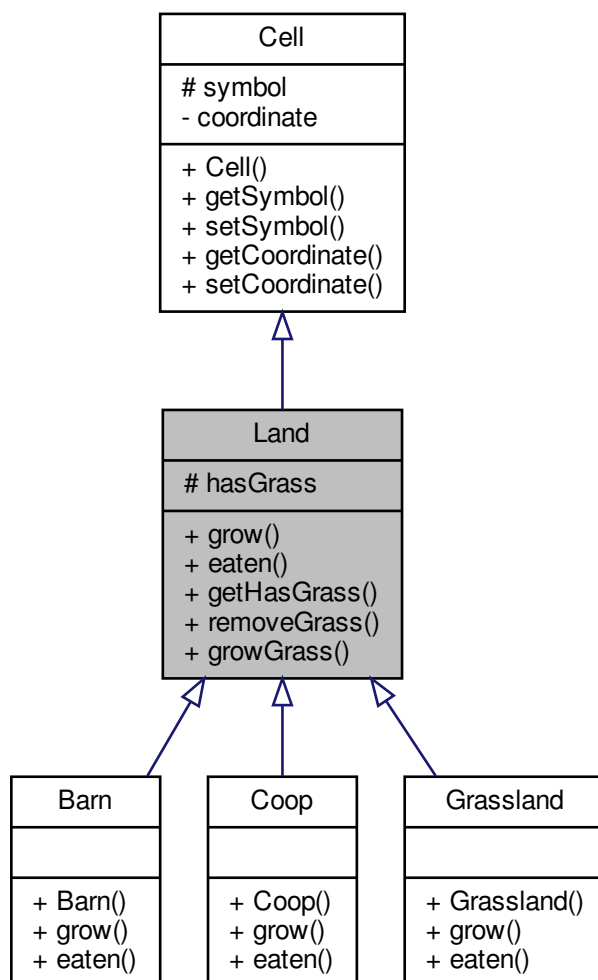 Cell
# symbol
- coordinate
+ Cell()
+ getSymbol()
+ setSymbol()
+ getCoordinate()
+ setCoordinate()
Land
# hasGrass
+ grow()
+ eaten()
+ getHasGrass()
+ removeGrass()
+ growGrass()
Barn
+ Barn()
+ grow()
+ eaten()
Coop
+ Coop()
+ grow()
+ eaten()
Grassland
+ Grassland()
+ grow()
+ eaten()